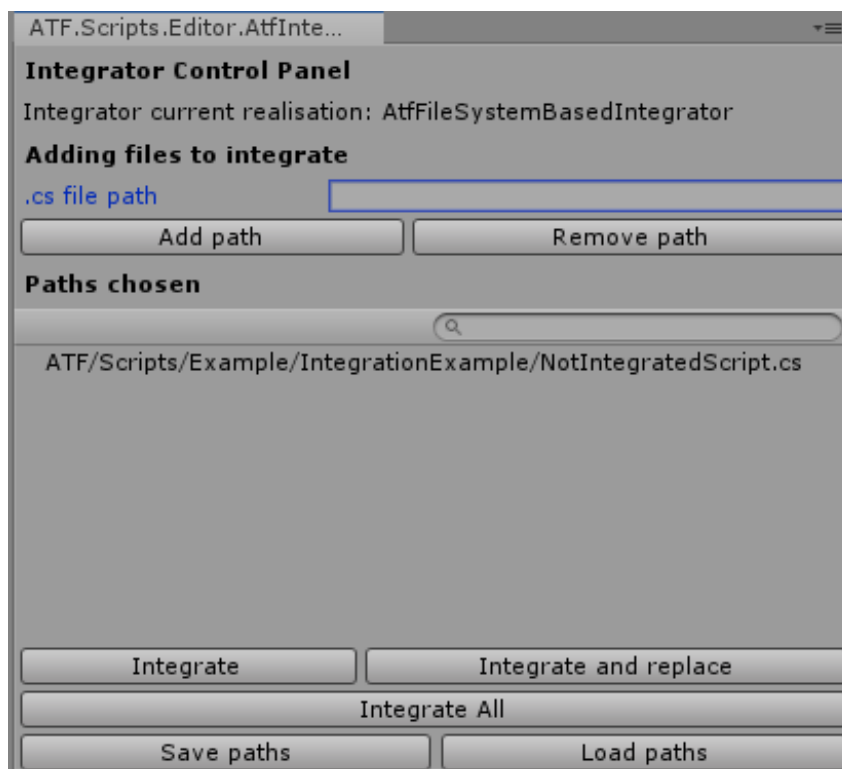 ATF.Scripts.Editor.AtfInte...
Integrator Control Panel
Integrator current realisation: AtfFileSystemBasedIntegrator
Adding files to integrate
.cs file path
Add path Remove path
Paths chosen
ATF/Scripts/Example/IntegrationExample/NotIntegratedScript.cs
Integrate Integrate and replace
Integrate All
Save paths Load paths